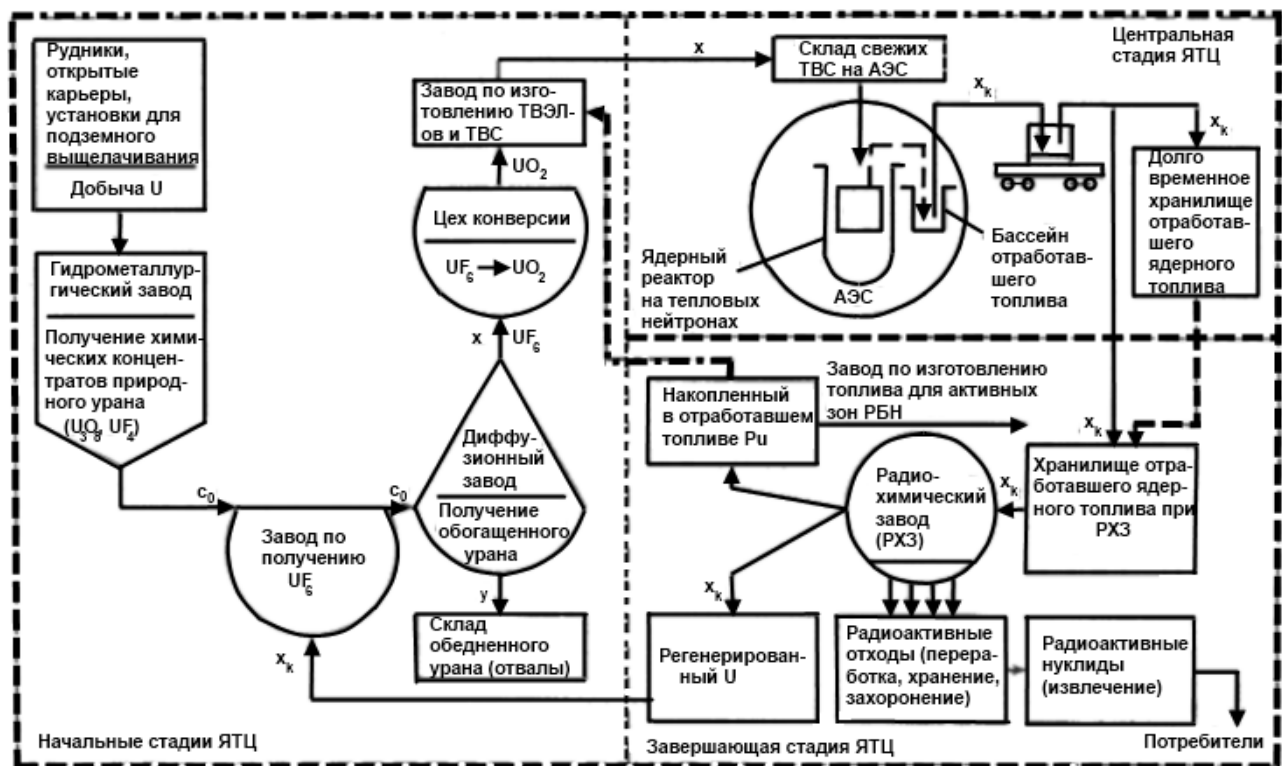 Рудники,
открытые
карьеры,
установки для
подземного
выщелачивания
Добыча U
Гидрометаллур-
гический завод
Получение хими-
ческих концен-
тратов природ-
ного урана
(U₃O₈, UF₄)
c₀
Завод по
получению
UF₆
c₀
Диффу-
зионный
завод
Получение
обогащенного
урана
y
Склад
обедненного
урана (отвалы)
x UF₆
Цех конверсии
UF₆ → UO₂
UO₂
Завод по изго-
товлению ТВЭЛ-
ов и ТВС
x
xₖ
Начальные стадии ЯТЦ
Склад свежих
ТВС на АЭС
Центральная
стадия ЯТЦ
xₖ
xₖ
Ядерный
реактор
на тепловых
нейтронах
АЭС
Бассейн
отработав-
шего
топлива
Долго
временное
хранилище
отработав-
шего
ядерного
топлива
Накопленный
в отработавшем
топливе Pu
Завод по изготовлению
топлива для активных
зон РБН
xₖ
Хранилище отра-
ботавшего ядер-
ного топлива при
РХЗ
xₖ
Радио-
химический
завод
(РХЗ)
xₖ
Регенерирован-
ный U
Радиоактивные
отходы (перера-
ботка, хранение,
захоронение)
Радиоактивные
нуклиды
(извлечение)
Завершающая стадия ЯТЦ
Потребители